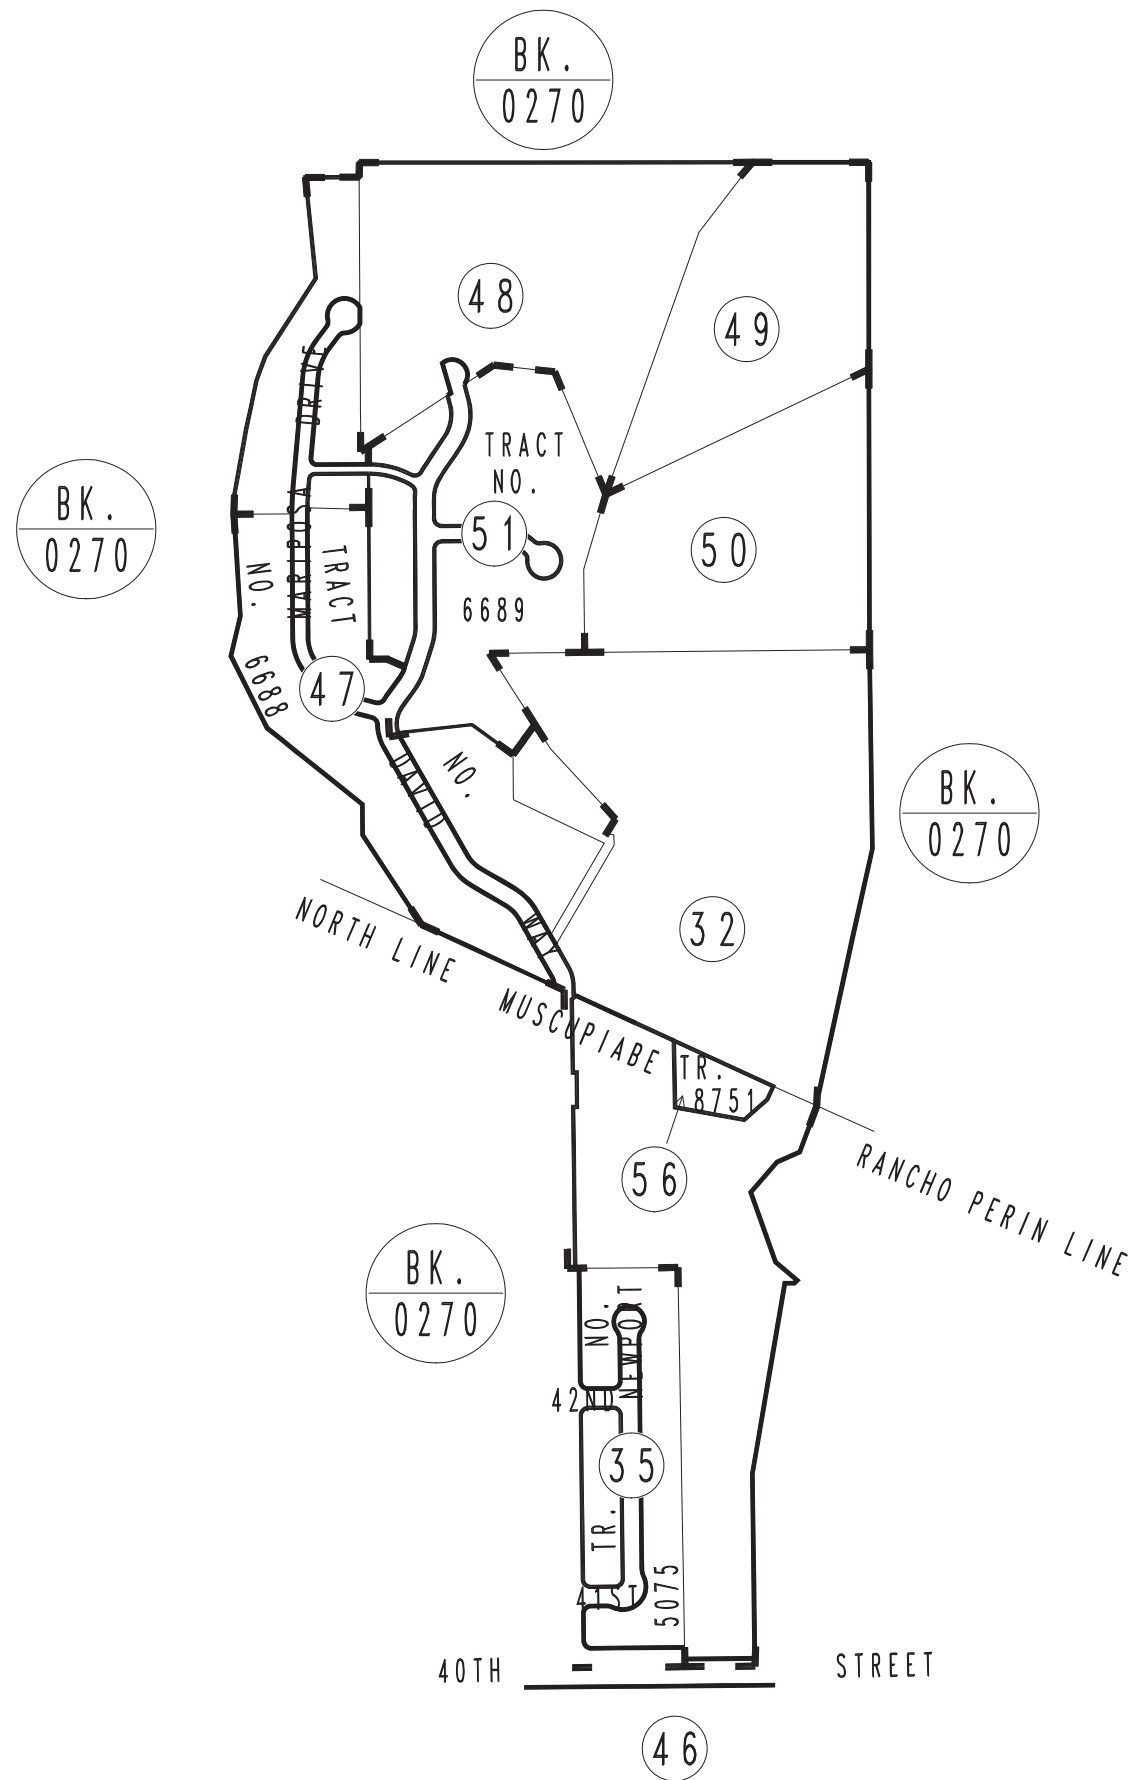 BK.
0270
48
49
DRIVE
TRACT
NO.
BK.
0270
51
50
MARIPOSA
TRACT
NO.
6689
6688
47
NO.
DAVID
BK.
0270
32
WAY
NORTH LINE
MUSCUPIABE
TR.
8751
RANCHO PERIN LINE
56
BK.
0270
NO.
NEWPORT
42ND
35
TR.
5075
41ST
40TH
STREET
46